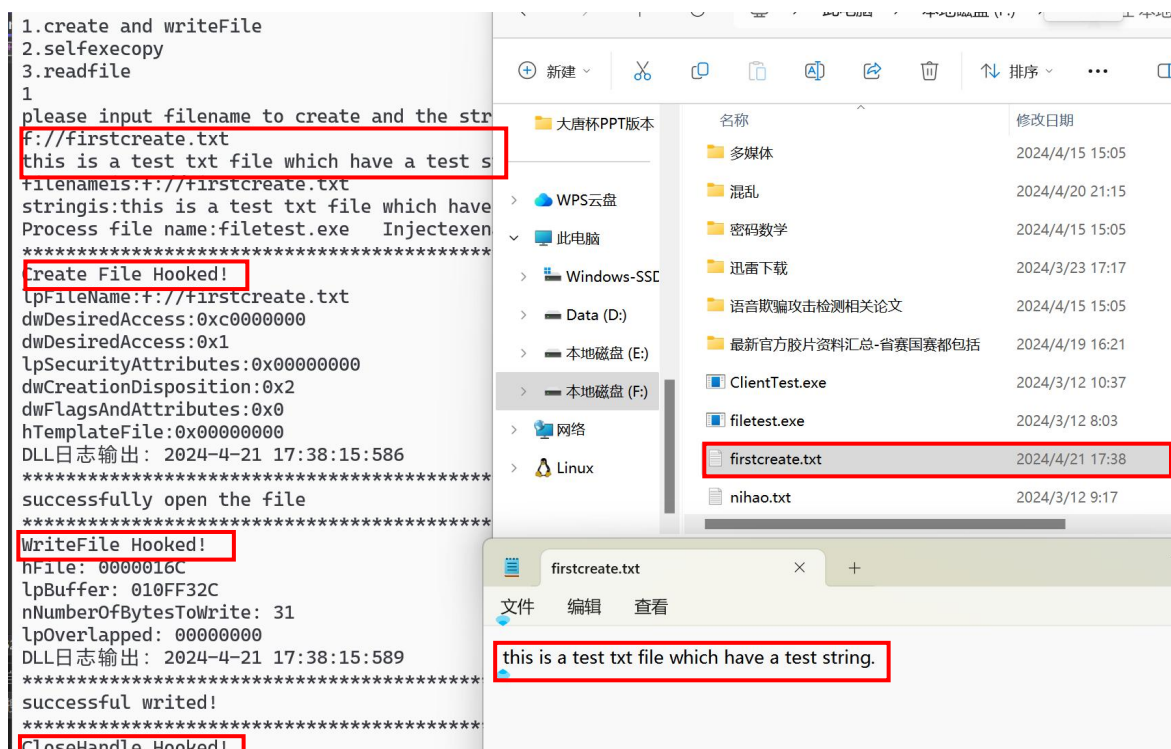 1.create and writeFile
2.selfexecopy
3.readfile
1
please input filename to create and the str
f://firstcreate.txt
this is a test txt file which have a test s
filenameis:f://firstcreate.txt
stringis:this is a test txt file which have
Process file name:filetest.exe Injectexen
*******************************************
Create File Hooked!
lpFileName:f://firstcreate.txt
dwDesiredAccess:0xc0000000
dwDesiredAccess:0x1
lpSecurityAttributes:0x00000000
dwCreationDisposition:0x2
dwFlagsAndAttributes:0x0
hTemplateFile:0x00000000
DLL日志输出: 2024-4-21 17:38:15:586
*******************************************
successfully open the file
*******************************************
WriteFile Hooked!
hFile: 0000016C
lpBuffer: 010FF32C
nNumberOfBytesToWrite: 31
lpOverlapped: 00000000
DLL日志输出: 2024-4-21 17:38:15:589
*******************************************
successful writed!
*******************************************
CloseHandle Hooked!
此电脑 本地磁盘 (F:)
新建 排序
大唐杯PPT版本
WPS云盘
此电脑
Windows-SSD
Data (D:)
本地磁盘 (E:)
本地磁盘 (F:)
网络
Linux
名称 修改日期
多媒体 2024/4/15 15:05
混乱 2024/4/20 21:15
密码数学 2024/4/15 15:05
迅雷下载 2024/3/23 17:17
语音欺骗攻击检测相关论文 2024/4/15 15:05
最新官方胶片资料汇总-省赛国赛都包括 2024/4/19 16:21
ClientTest.exe 2024/3/12 10:37
filetest.exe 2024/3/12 8:03
firstcreate.txt 2024/4/21 17:38
nihao.txt 2024/3/12 9:17
firstcreate.txt
文件 编辑 查看
this is a test txt file which have a test string.